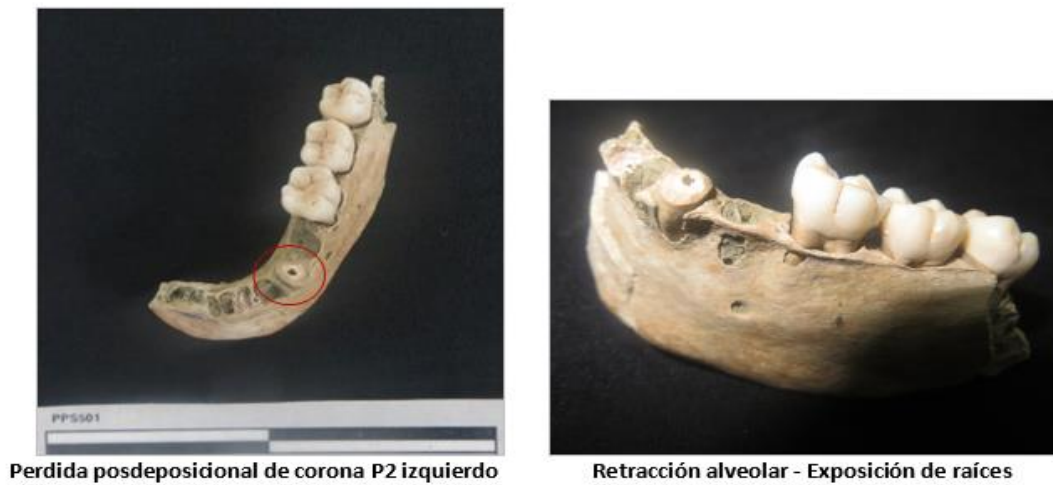 PPS501
Perdida posdeposicional de corona P2 izquierdo
Retracción alveolar - Exposición de raíces